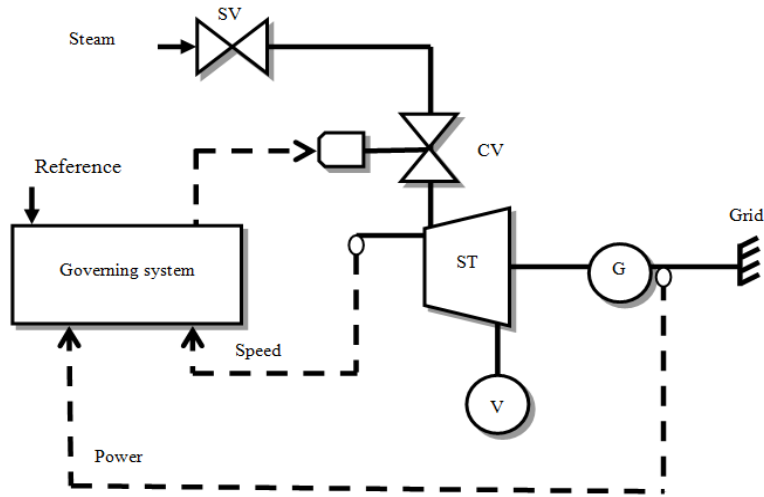 SV
Steam
CV
Reference
Grid
Governing system
ST
G
Speed
V
Power